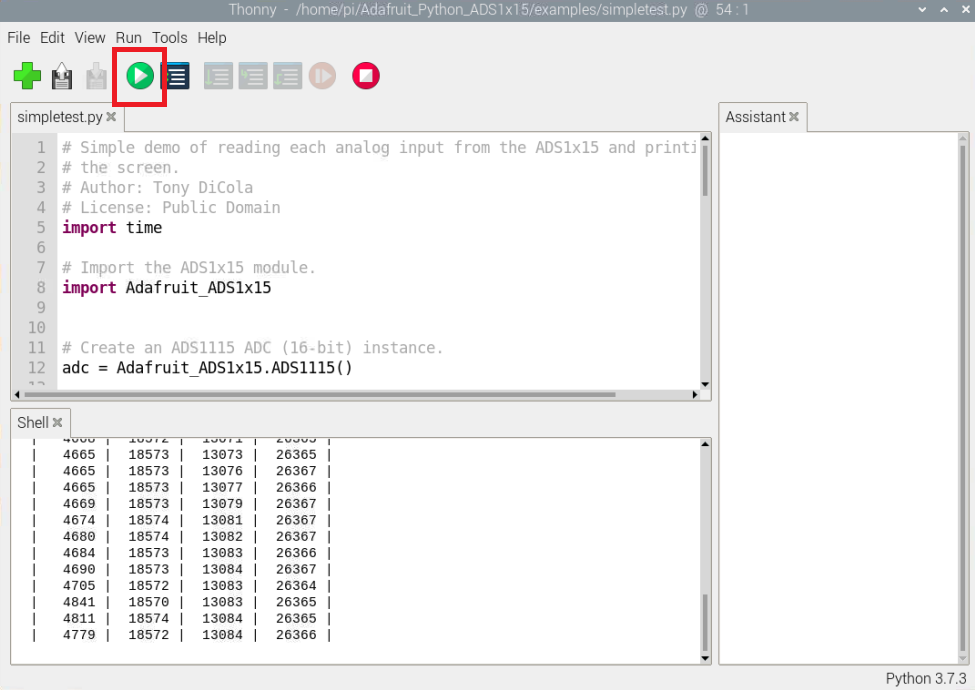 Thonny - /home/pi/Adafruit_Python_ADS1x15/examples/simpletest.py @ 54 : 1
File Edit View Run Tools Help
simpletest.py
1 # Simple demo of reading each analog input from the ADS1x15 and printi
2 # the screen.
3 # Author: Tony DiCola
4 # License: Public Domain
5 import time
6
7 # Import the ADS1x15 module.
8 import Adafruit_ADS1x15
9
10
11 # Create an ADS1115 ADC (16-bit) instance.
12 adc = Adafruit_ADS1x15.ADS1115()
Assistant
Shell
| 4665 | 18573 | 13073 | 26365 |
| 4665 | 18573 | 13076 | 26367 |
| 4665 | 18573 | 13077 | 26366 |
| 4669 | 18573 | 13079 | 26367 |
| 4674 | 18574 | 13081 | 26367 |
| 4680 | 18574 | 13082 | 26367 |
| 4684 | 18573 | 13083 | 26366 |
| 4690 | 18573 | 13084 | 26367 |
| 4705 | 18572 | 13083 | 26364 |
| 4841 | 18570 | 13083 | 26365 |
| 4811 | 18574 | 13084 | 26365 |
| 4779 | 18572 | 13084 | 26366 |
Python 3.7.3